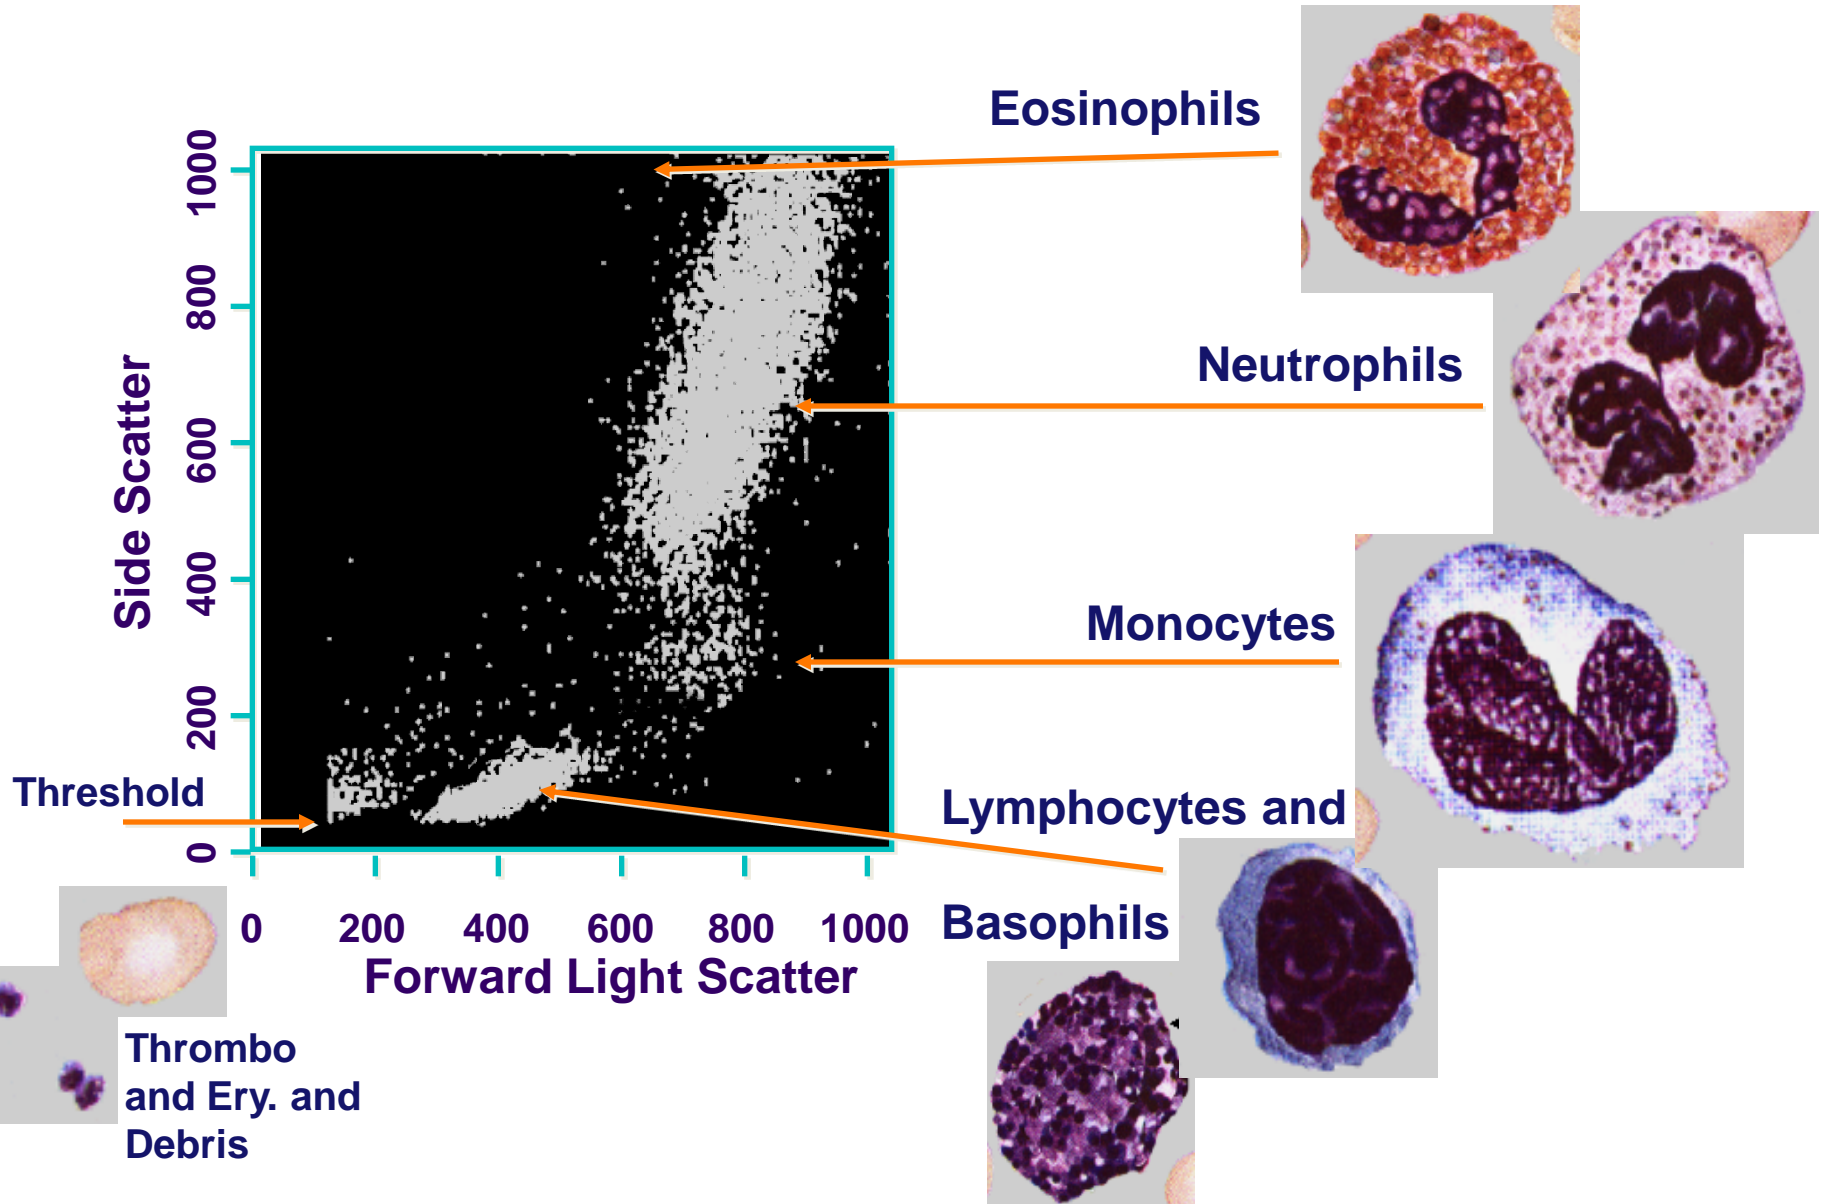 Eosinophils
Neutrophils
Monocytes
Lymphocytes and
Basophils
Side Scatter
1000
800
600
400
200
0
Threshold
0 200 400 600 800 1000
Forward Light Scatter
Thrombo
and Ery. and
Debris